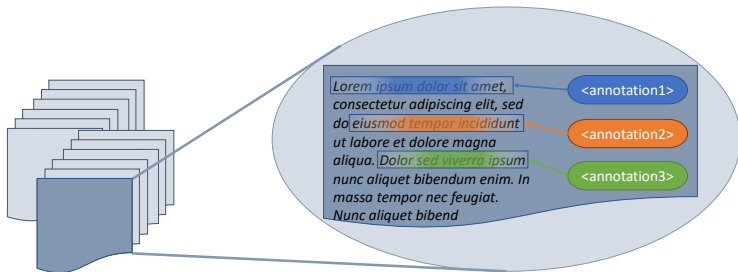 Lorem ipsum dolor sit amet,
<annotation1>
consectetur adipiscing elit, sed
do eiusmod tempor incididunt
<annotation2>
ut labore et dolore magna
aliqua. Dolor sed viverra ipsum
<annotation3>
nunc aliquet bibendum enim. In
massa tempor nec feugiat.
Nunc aliquet bibend